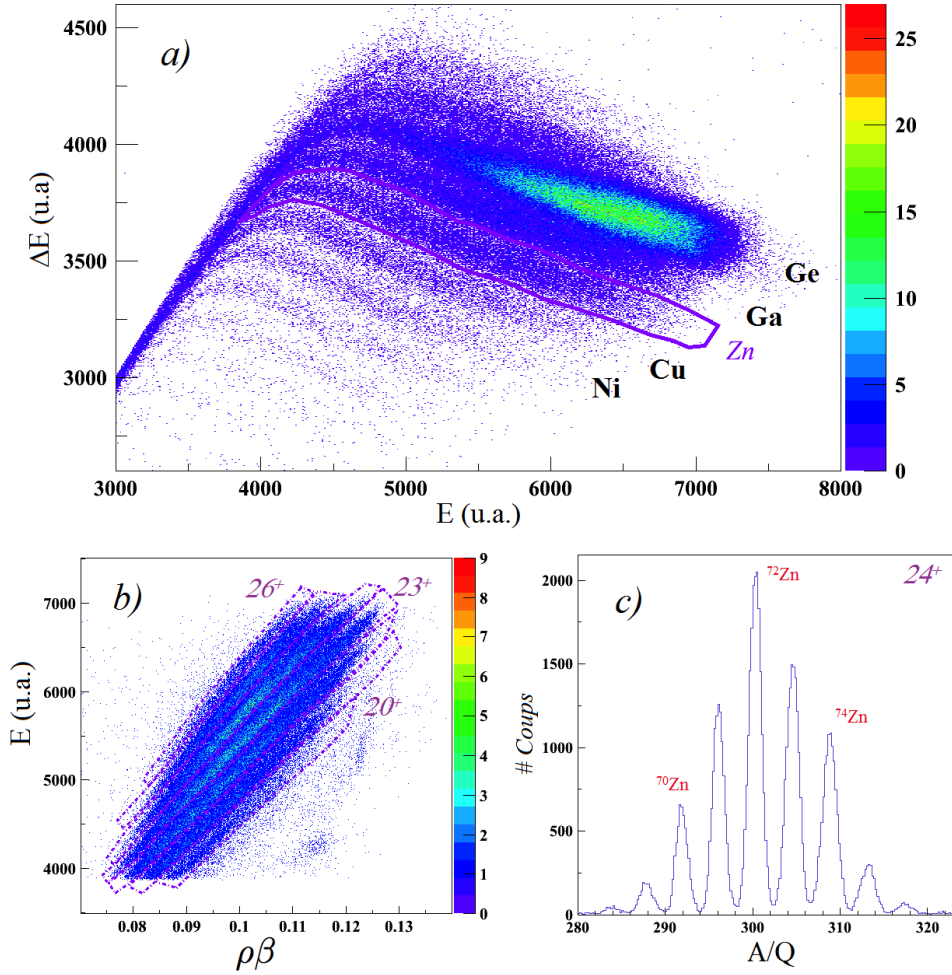 a)
4500
4000
3500
3000
ΔE (u.a)
3000
4000
5000
6000
7000
8000
E (u.a.)
Ge
Ga
Zn
Cu
Ni
25
20
15
10
5
0
b)
26⁺
23⁺
20⁺
7000
6000
5000
4000
E (u.a.)
0.08
0.09
0.1
0.11
0.12
0.13
ρβ
9
8
7
6
5
4
3
2
1
0
c)
24⁺
⁷²Zn
⁷⁴Zn
⁷⁰Zn
2000
1500
1000
500
0
# Coups
280
290
300
310
320
A/Q